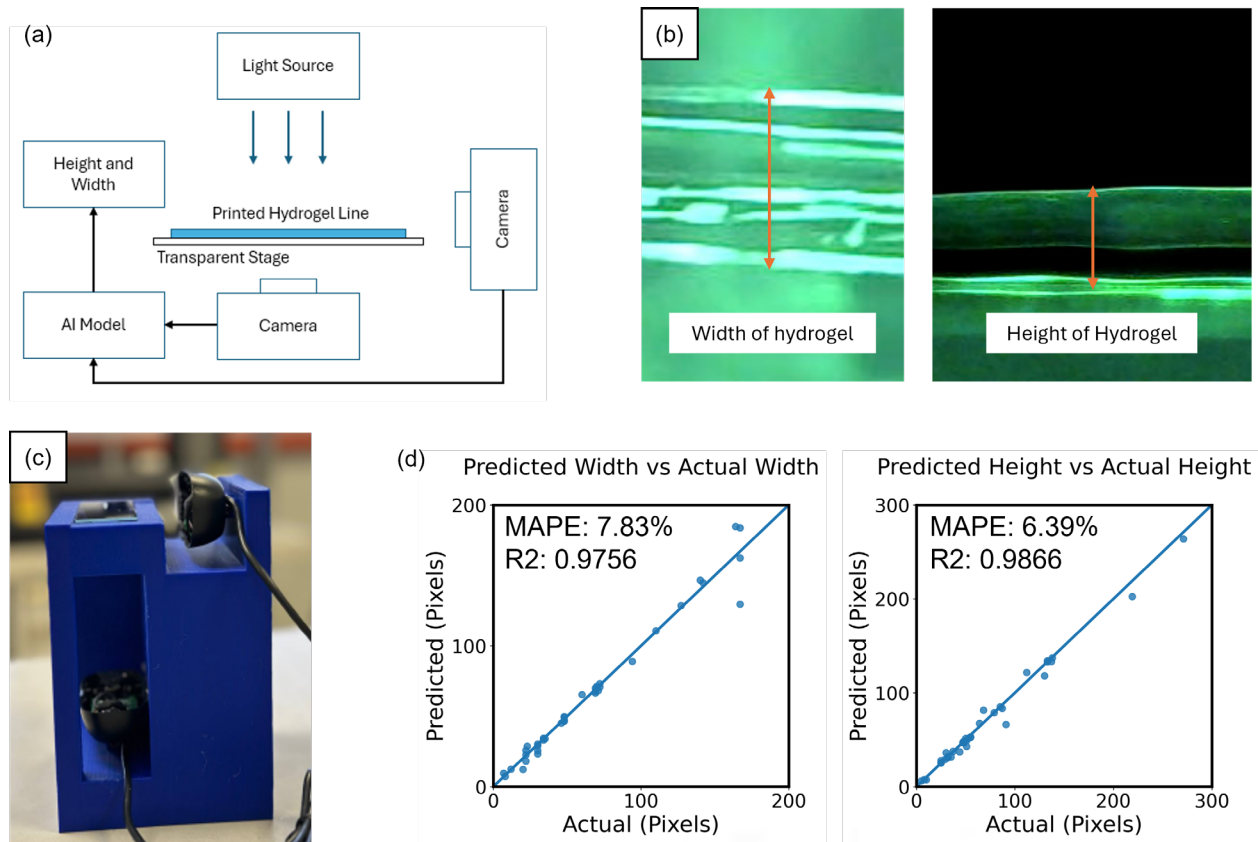 (a)
Light Source
Height and
Width
Printed Hydrogel Line
Transparent Stage
Camera
AI Model
Camera
(b)
Width of hydrogel
Height of Hydrogel
(c)
(d)
Predicted Width vs Actual Width
MAPE: 7.83%
R2: 0.9756
200
100
0
0
100
200
Predicted (Pixels)
Actual (Pixels)
Predicted Height vs Actual Height
MAPE: 6.39%
R2: 0.9866
300
200
100
0
0
100
200
300
Predicted (Pixels)
Actual (Pixels)